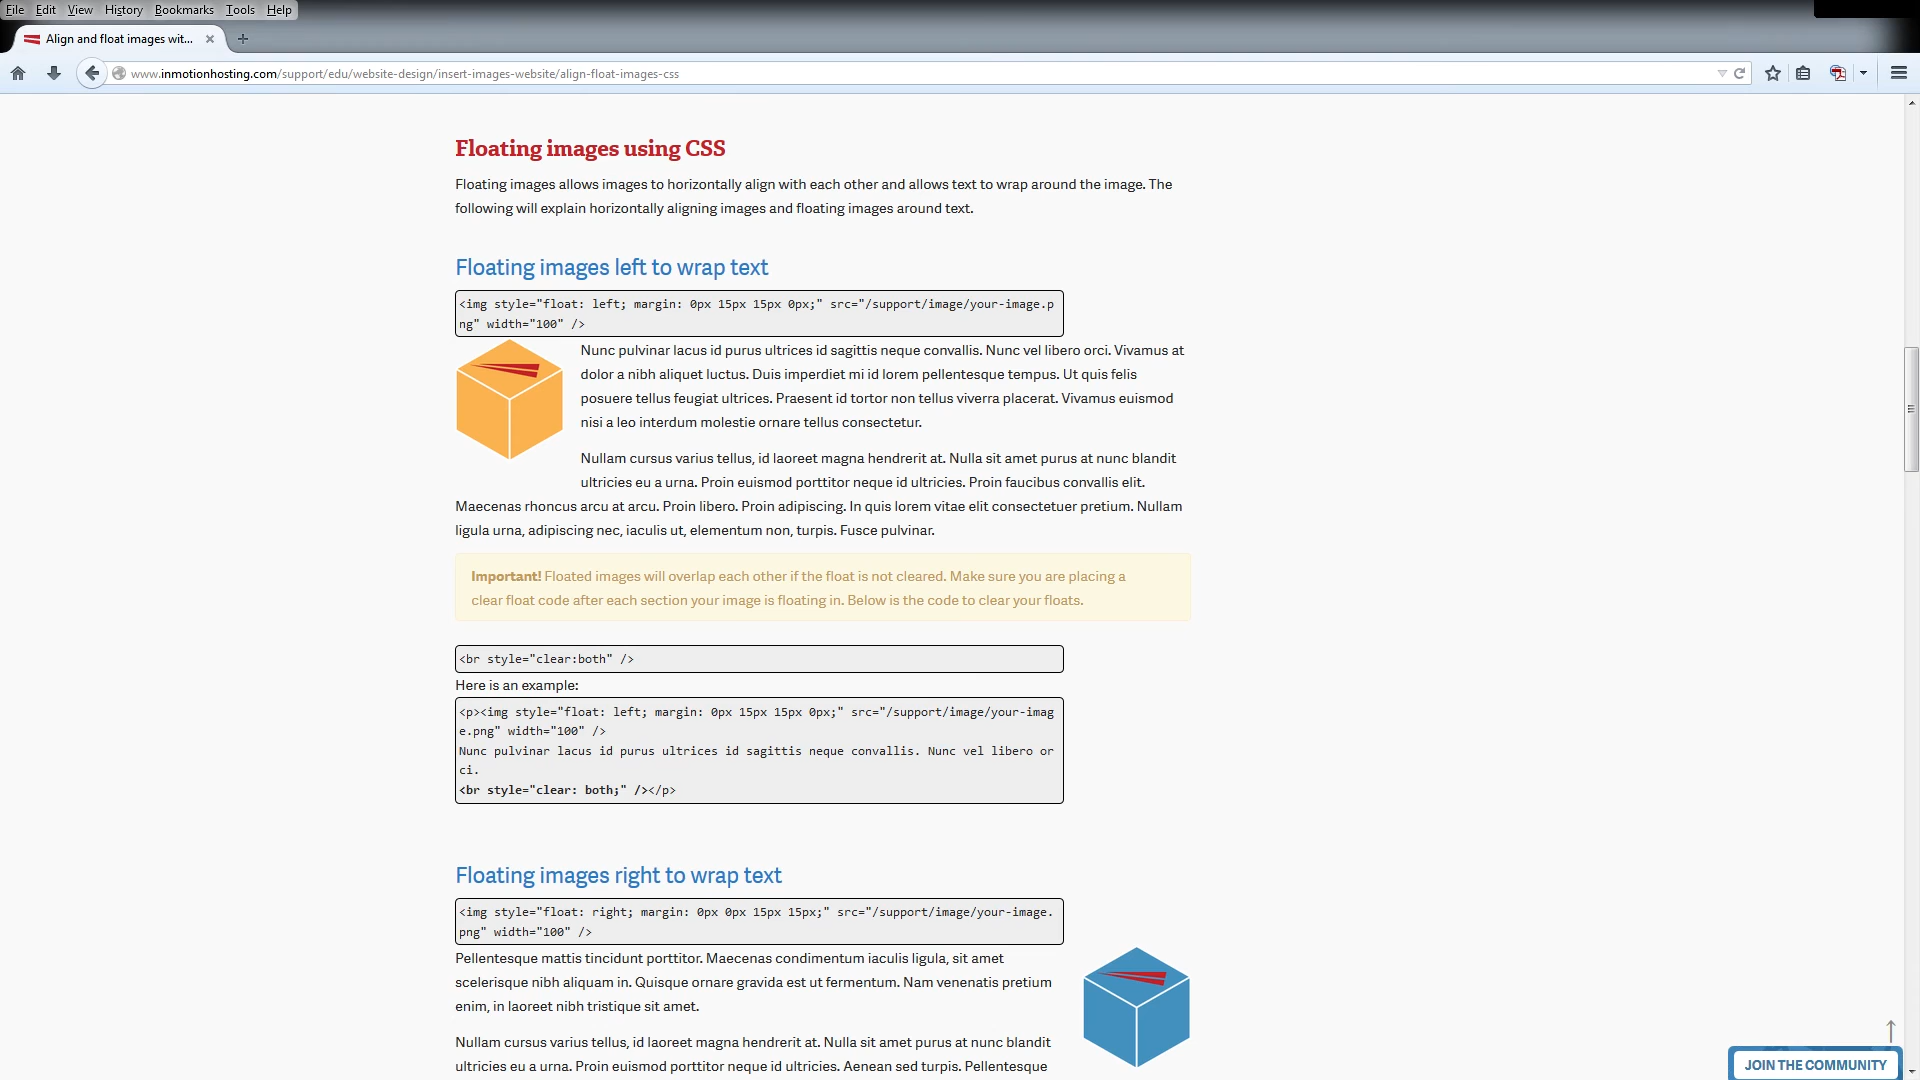 File Edit View History Bookmarks Tools Help
Align and float images wit...
www.inmotionhosting.com/support/edu/website-design/insert-images-website/align-float-images-css
Floating images using CSS
Floating images allows images to horizontally align with each other and allows text to wrap around the image. The
following will explain horizontally aligning images and floating images around text.
Floating images left to wrap text
<img style="float: left; margin: 0px 15px 15px 0px;" src="/support/image/your-image.p
ng" width="100" />
Nunc pulvinar lacus id purus ultrices id sagittis neque convallis. Nunc vel libero orci. Vivamus at
dolor a nibh aliquet luctus. Duis imperdiet mi id lorem pellentesque tempus. Ut quis felis
posuere tellus feugiat ultrices. Praesent id tortor non tellus viverra placerat. Vivamus euismod
nisi a leo interdum molestie ornare tellus consectetur.
Nullam cursus varius tellus, id laoreet magna hendrerit at. Nulla sit amet purus at nunc blandit
ultricies eu a urna. Proin euismod porttitor neque id ultricies. Proin faucibus convallis elit.
Maecenas rhoncus arcu at arcu. Proin libero. Proin adipiscing. In quis lorem vitae elit consectetuer pretium. Nullam
ligula urna, adipiscing nec, iaculis ut, elementum non, turpis. Fusce pulvinar.
Important! Floated images will overlap each other if the float is not cleared. Make sure you are placing a
clear float code after each section your image is floating in. Below is the code to clear your floats.
<br style="clear:both" />
Here is an example:
<p><img style="float: left; margin: 0px 15px 15px 0px;" src="/support/image/your-imag
e.png" width="100" />
Nunc pulvinar lacus id purus ultrices id sagittis neque convallis. Nunc vel libero or
ci.
<br style="clear: both;" /></p>
Floating images right to wrap text
<img style="float: right; margin: 0px 0px 15px 15px;" src="/support/image/your-image.
png" width="100" />
Pellentesque mattis tincidunt porttitor. Maecenas condimentum iaculis ligula, sit amet
scelerisque nibh aliquam in. Quisque ornare gravida est ut fermentum. Nam venenatis pretium
enim, in laoreet nibh tristique sit amet.
Nullam cursus varius tellus, id laoreet magna hendrerit at. Nulla sit amet purus at nunc blandit
ultricies eu a urna. Proin euismod porttitor neque id ultricies. Aenean sed turpis. Pellentesque
JOIN THE COMMUNITY